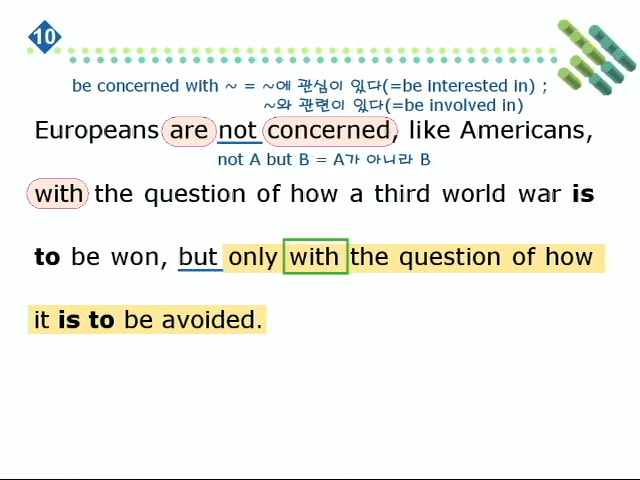 10
be concerned with ~ = ~에 관심이 있다(=be interested in) ;
~와 관련이 있다(=be involved in)
Europeans are not concerned, like Americans,
not A but B = A가 아니라 B
with the question of how a third world war is
to be won, but only with the question of how
it is to be avoided.